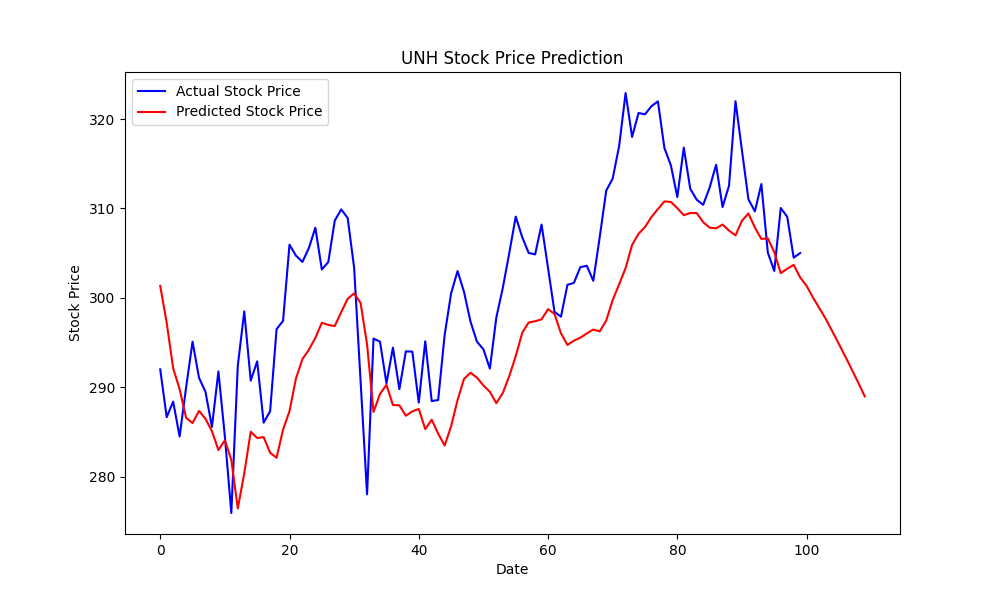 UNH Stock Price Prediction
Actual Stock Price
Predicted Stock Price
Stock Price
320
310
300
290
280
0 20 40 60 80 100
Date